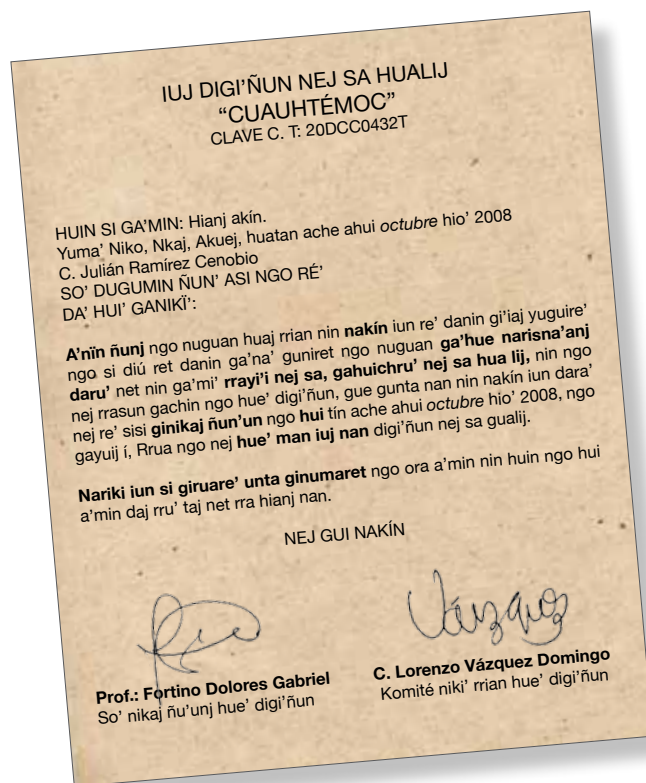 IUJ DIGI’ÑUN NEJ SA HUALIJ
“CUAUHTÉMOC”
CLAVE C. T: 20DCC0432T
HUIN SI GA’MIN: Hianj akín.
Yuma’ Niko, Nkaj, Akuej, huatan ache ahui octubre hio’ 2008
C. Julián Ramírez Cenobio
SO’ DUGUMIN ÑUN’ ASI NGO RÉ’
DA’ HUI’ GANIKÏ’:
A’nïn ñunj ngo nuguan huaj rrian nin nakín iun re’ danin gi’iaj yuguire’
ngo si diú ret danin ga’na’ guniret ngo nuguan ga’hue narisna’anj
daru’ net nin ga’mi’ rrayi’i nej sa, gahuichru’ nej sa hua lij, nin ngo
nej rrasun gachin ngo hue’ digi’ñun, gue gunta nan nin nakín iun dara’
nej re’ sisi ginikaj ñun’un ngo hui tín ache ahui octubre hio’ 2008, ngo
gayuij í, Rrua ngo nej hue’ man iuj nan digi’ñun nej sa gualij.
Nariki iun si giruare’ unta ginumaret ngo ora a’min nin huin ngo hui
a’min daj rru’ taj net rra hianj nan.
NEJ GUI NAKÍN
Vázquez
Prof.: Fortino Dolores Gabriel
So’ nikaj ñu’unj hue’ digi’ñun
C. Lorenzo Vázquez Domingo
Komité niki’ rrian hue’ digi’ñun